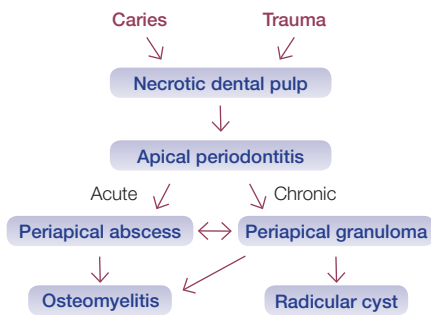 Caries Trauma
Necrotic dental pulp
Apical periodontitis
Acute Chronic
Periapical abscess Periapical granuloma
Osteomyelitis Radicular cyst